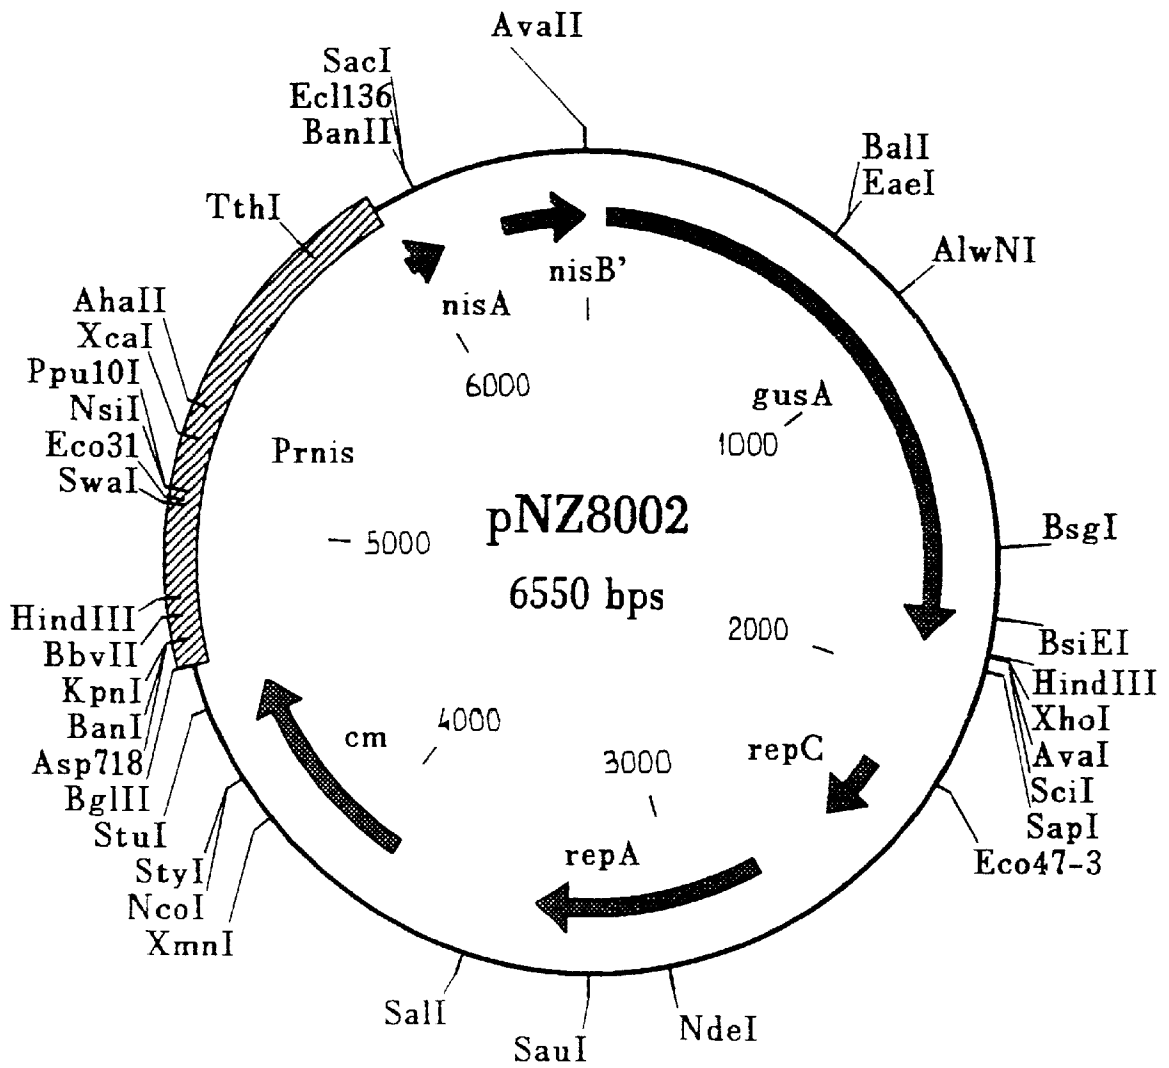 AvaII
SacI
Ecl136
BanII
BalI
EaeI
TthI
AlwNI
nisB’
nisA
AhaII
XcaI
Ppu10I
NsiI
Eco31
SwaI
6000
gusA
1000
Prnis
pNZ8002
5000
6550 bps
BsgI
HindIII
BbvII
KpnI
BanI
Asp718
BglII
StuI
StyI
NcoI
XmnI
2000
BsiEI
HindIII
XhoI
AvaI
SciI
SapI
Eco47-3
cm
4000
3000
repC
repA
SalI
SauI
NdeI